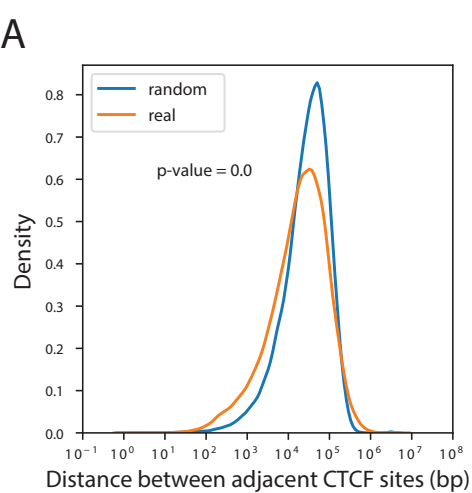 A
random
real
p-value = 0.0
Density
0.8
0.7
0.6
0.5
0.4
0.3
0.2
0.1
0.0
10⁻¹ 10⁰ 10¹ 10² 10³ 10⁴ 10⁵ 10⁶ 10⁷ 10⁸
Distance between adjacent CTCF sites (bp)